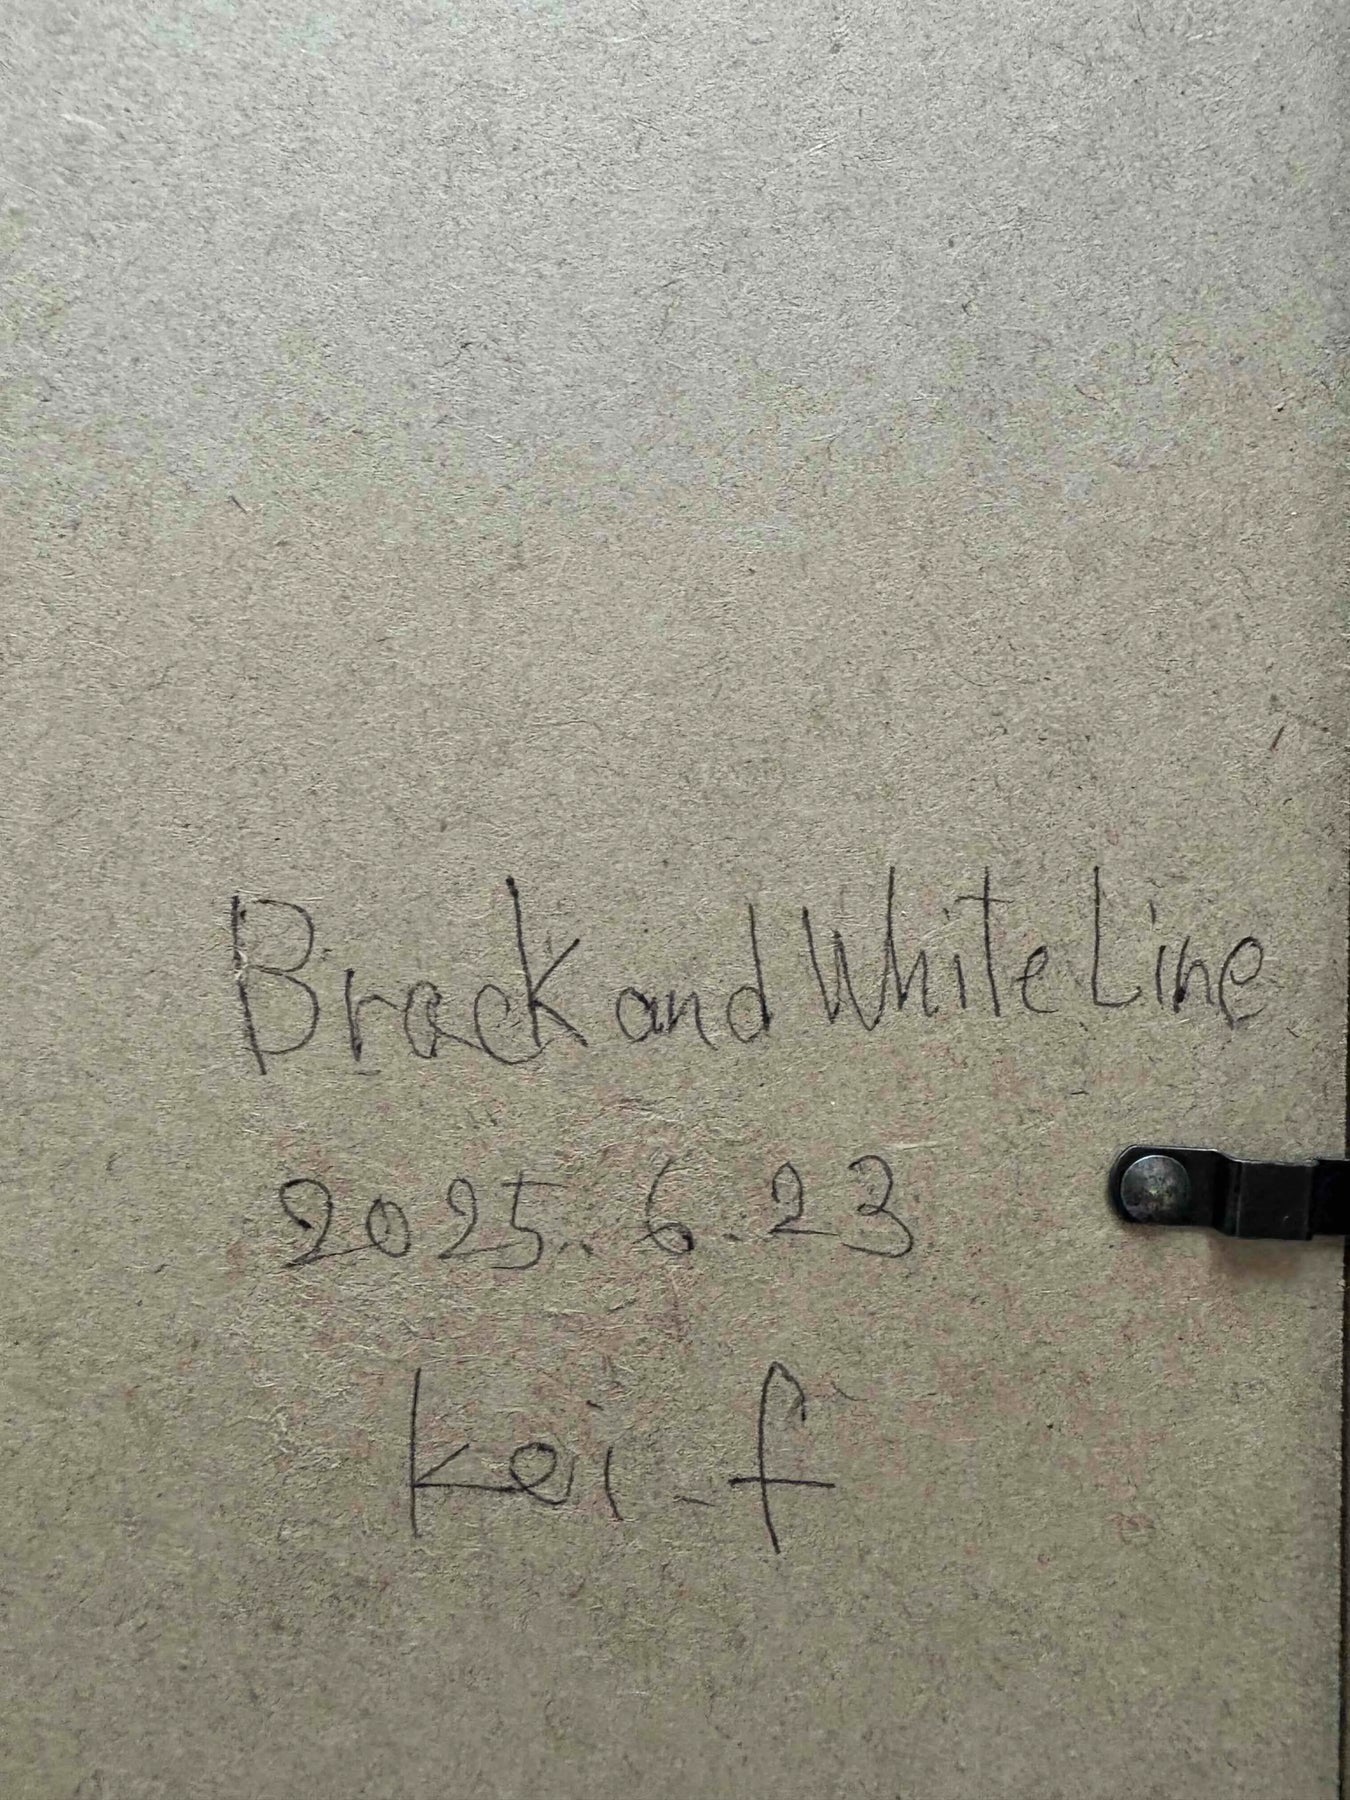 Brack and White Line
2025.6.23
kei.f